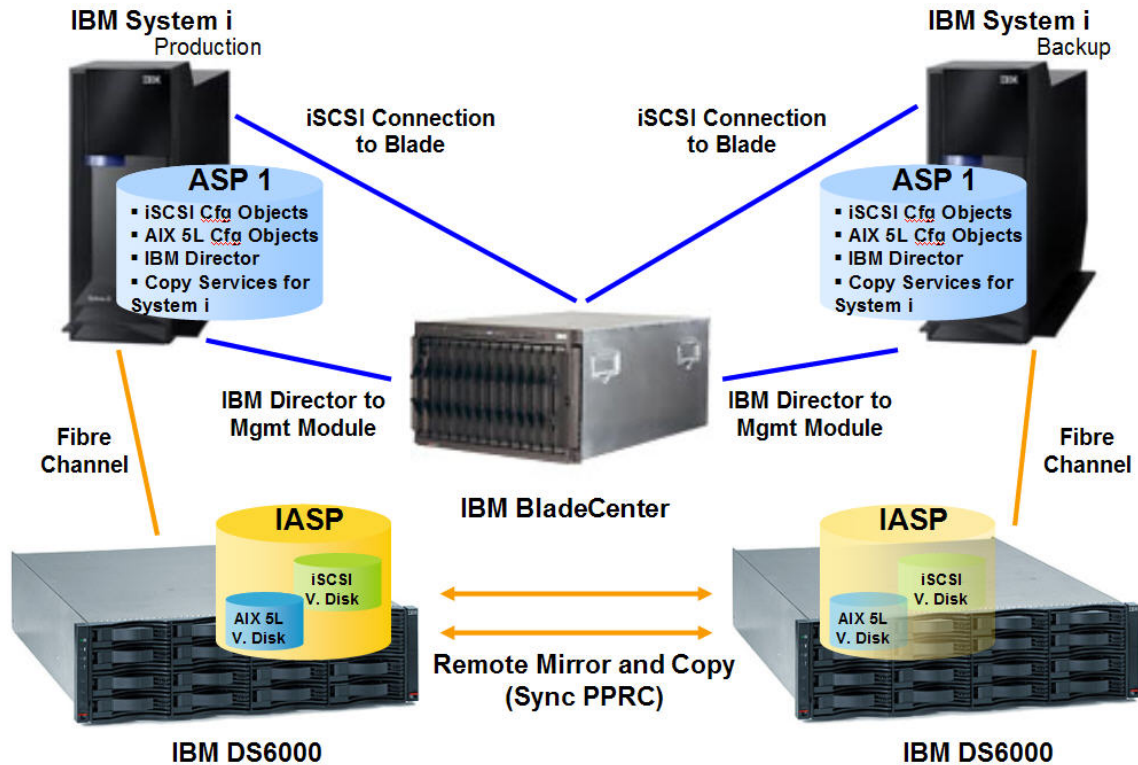 IBM System i
Production
IBM System i
Backup
iSCSI Connection
to Blade
iSCSI Connection
to Blade
ASP 1
▪ iSCSI Cfg Objects
▪ AIX 5L Cfg Objects
▪ IBM Director
▪ Copy Services for
System i
ASP 1
▪ iSCSI Cfg Objects
▪ AIX 5L Cfg Objects
▪ IBM Director
▪ Copy Services for
System i
IBM Director to
Mgmt Module
IBM Director to
Mgmt Module
Fibre
Channel
Fibre
Channel
IBM BladeCenter
IASP
iSCSI
V. Disk
AIX 5L
V. Disk
IASP
iSCSI
V. Disk
AIX 5L
V. Disk
Remote Mirror and Copy
(Sync PPRC)
IBM DS6000
IBM DS6000